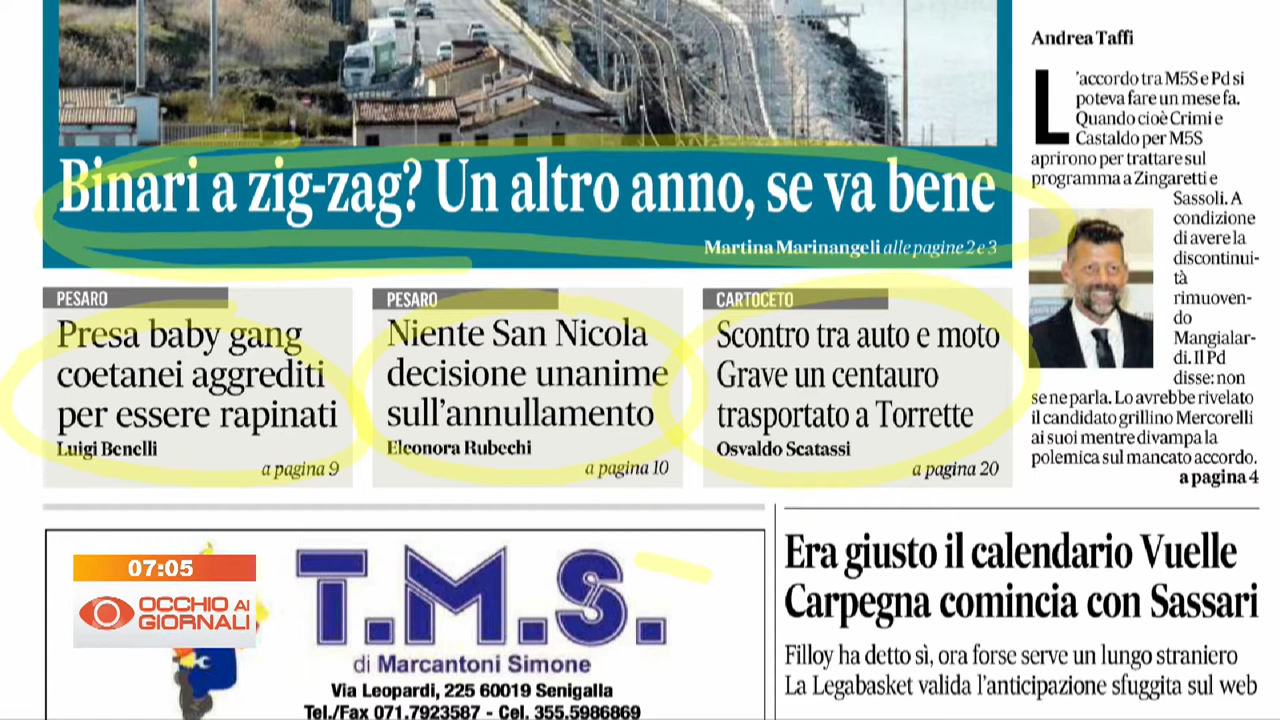 Binari a zig-zag? Un altro anno, se va bene
Martina Marinangeli alle pagine 2 e 3
PESARO
Presa baby gang
coetanei aggrediti
per essere rapinati
Luigi Benelli
a pagina 9
PESARO
Niente San Nicola
decisione unanime
sull'annullamento
Eleonora Rubechi
a pagina 10
CARTOCETO
Scontro tra auto e moto
Grave un centauro
trasportato a Torrette
Osvaldo Scatassi
a pagina 20
Andrea Taffi
L'accordo tra M5S e Pd si
poteva fare un mese fa.
Quando cioè Crimi e
Castaldo per M5S
aprirono per trattare sul
programma a Zingaretti e
Sassoli. A
condizione
di avere la
discontinui-
tà
rimuoven-
do
Mangialar-
di. Il Pd
disse: non
se ne parla. Lo avrebbe rivelato
il candidato grillino Mercorelli
ai suoi mentre divampa la
polemica sul mancato accordo.
a pagina 4
07:05
OCCHIO AI
GIORNALI
T.M.S.
di Marcantoni Simone
Via Leopardi, 225 60019 Senigalla
Tel./Fax 071.7923587 - Cel. 355.5986869
Era giusto il calendario Vuelle
Carpegna comincia con Sassari
Filloy ha detto sì, ora forse serve un lungo straniero
La Legabasket valida l'anticipazione sfuggita sul web